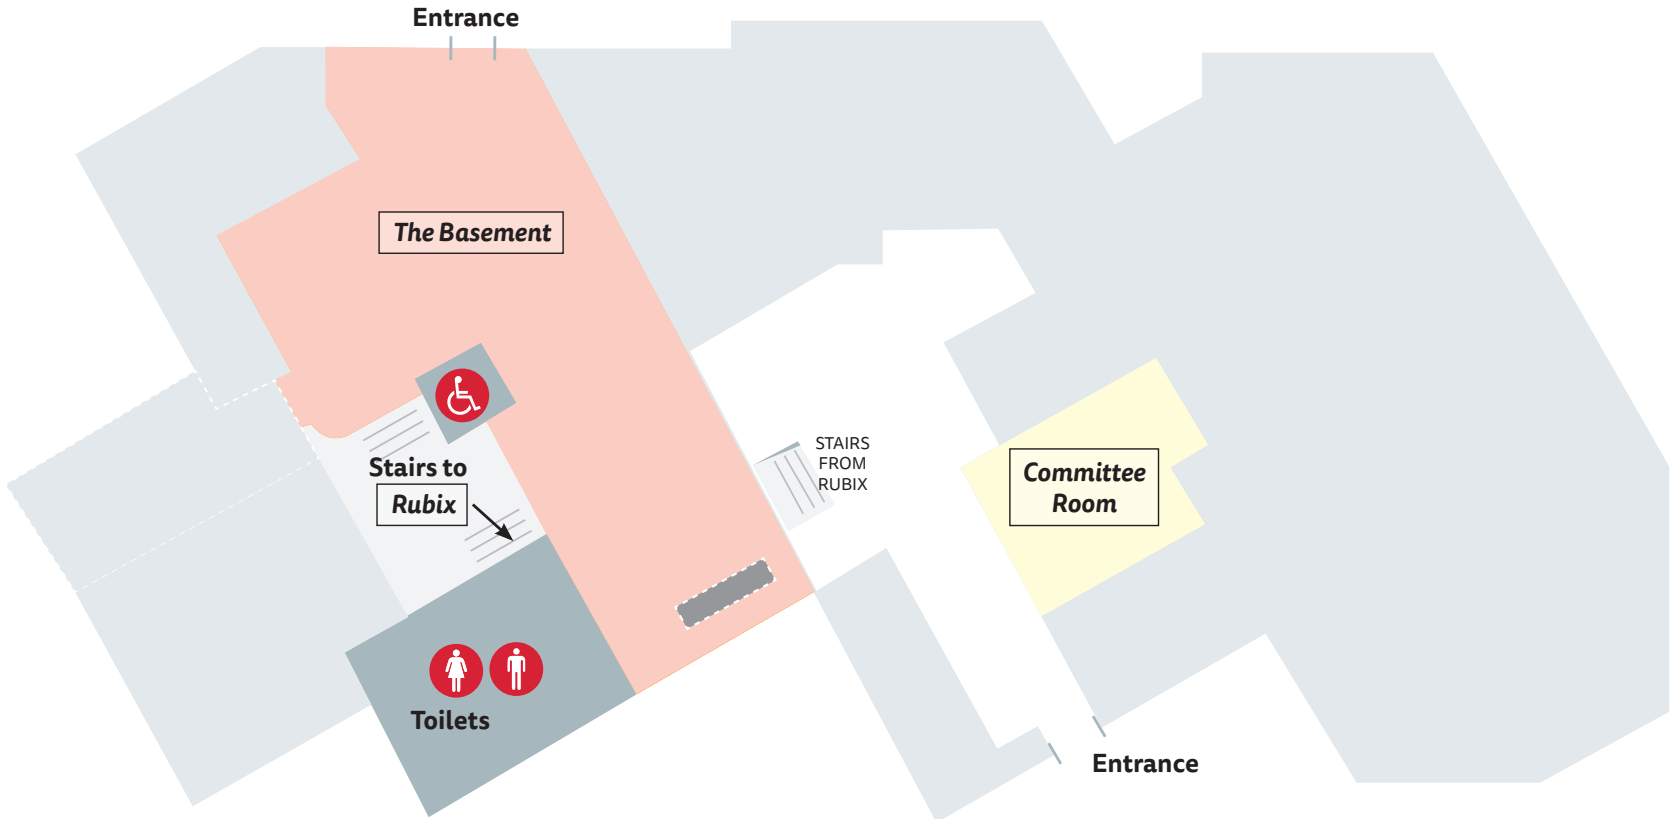 Entrance
The Basement
STAIRS
FROM
RUBIX
Stairs to
Rubix
Committee
Room
Toilets
Entrance